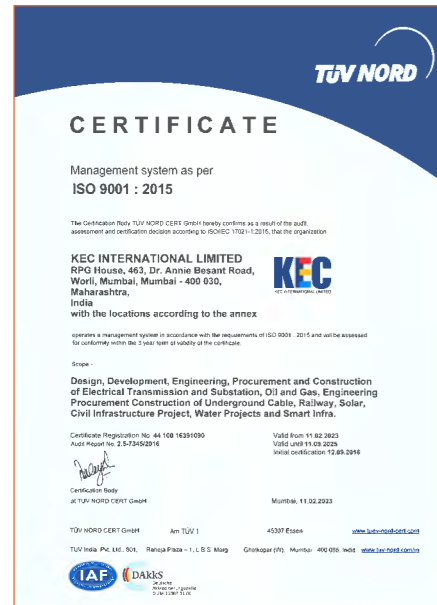 TÜV NORD
CERTIFICATE
Management system as per
ISO 9001 : 2015
The Certification Body TÜV NORD CERT GmbH hereby confirms as a result of the audit,
assessment and certification decision according to ISO/IEC 17021-1:2015, that the organization
KEC INTERNATIONAL LIMITED
RPG House, 463, Dr. Annie Besant Road,
Worli, Mumbai, Mumbai - 400 030,
Maharashtra,
India
with the locations according to the annex
KEC
KEC INTERNATIONAL LIMITED
operates a management system in accordance with the requirements of ISO 9001 : 2015 and will be assessed
for conformity within the 3 year term of validity of the certificate.
Scope -
Design, Development, Engineering, Procurement and Construction
of Electrical Transmission and Substation, Oil and Gas, Engineering
Procurement Construction of Underground Cable, Railway, Solar,
Civil Infrastructure Project, Water Projects and Smart Infra.
Certificate Registration No. 44 100 16391090
Audit Report No. 2.5-7345/2016
Valid from 11.02.2023
Valid until 11.09.2025
Initial certification 12.09.2016
Certification Body
at TÜV NORD CERT GmbH
Mumbai, 11.02.2023
TÜV NORD CERT GmbH Am TÜV 1 45307 Essen www.tuev-nord-cert.com
TUV India Pvt. Ltd., 801, Raheja Plaza – 1, L.B.S. Marg Ghatkopar (W), Mumbai 400 086, India www.tuv-nord.com/in
IAF
DAkkS
Deutsche
Akkreditierungsstelle